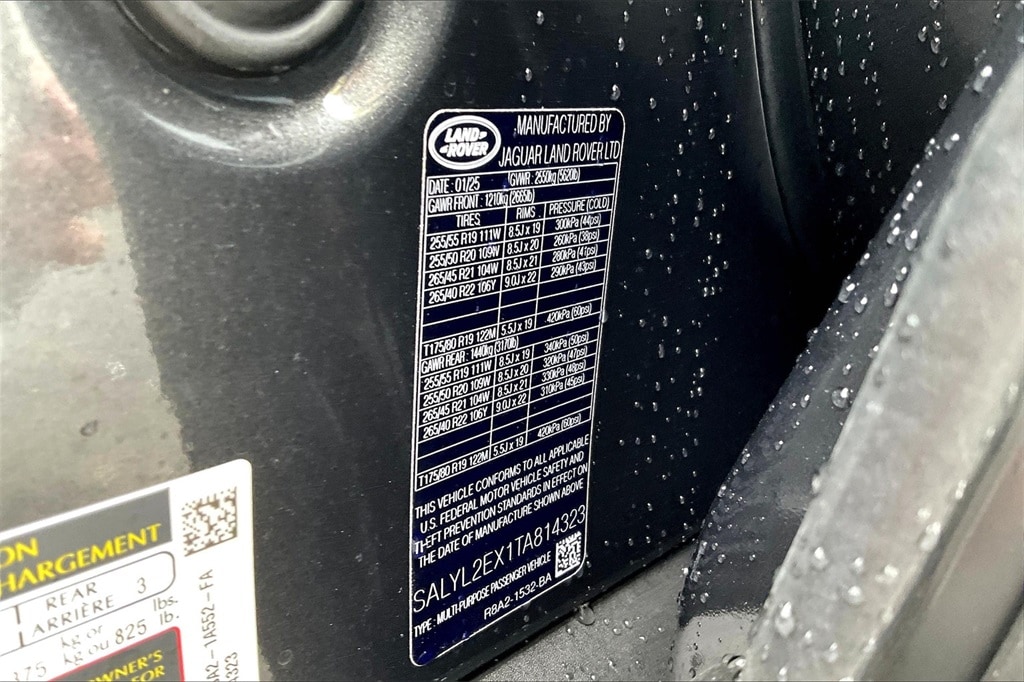 LAND
ROVER
MANUFACTURED BY
JAGUAR LAND ROVER LTD
DATE : 01/25 GVWR : 2550kg (5620lb)
GAWR FRONT : 1210kg (2665lb)
TIRES RIMS PRESSURE (COLD)
255/55 R19 111W 8.5J x 19 300kPa (44psi)
255/50 R20 109W 8.5J x 20 260kPa (38psi)
265/45 R21 104W 8.5J x 21 280kPa (41psi)
265/40 R22 106Y 9.0J x 22 290kPa (43psi)
T175/80 R19 122M 5.5J x 19 420kPa (60psi)
GAWR REAR : 1440kg (3170lb)
255/55 R19 111W 8.5J x 19 340kPa (50psi)
255/50 R20 109W 8.5J x 20 320kPa (47psi)
265/45 R21 104W 8.5J x 21 330kPa (48psi)
265/40 R22 106Y 9.0J x 22 310kPa (45psi)
T175/80 R19 122M 5.5J x 19 420kPa (60psi)
THIS VEHICLE CONFORMS TO ALL APPLICABLE
U.S. FEDERAL MOTOR VEHICLE SAFETY AND
THEFT PREVENTION STANDARDS IN EFFECT ON
THE DATE OF MANUFACTURE SHOWN ABOVE
SALYL2EX1TA814323
TYPE : MULTI-PURPOSE PASSENGER VEHICLE
R8A2-1532-BA
ON
HARGEMENT
REAR
ARRIÈRE 3
375 kg or
kg ou 825 lbs.
lb.
OWNER'S
FOR
A2-1A552-FA
4323